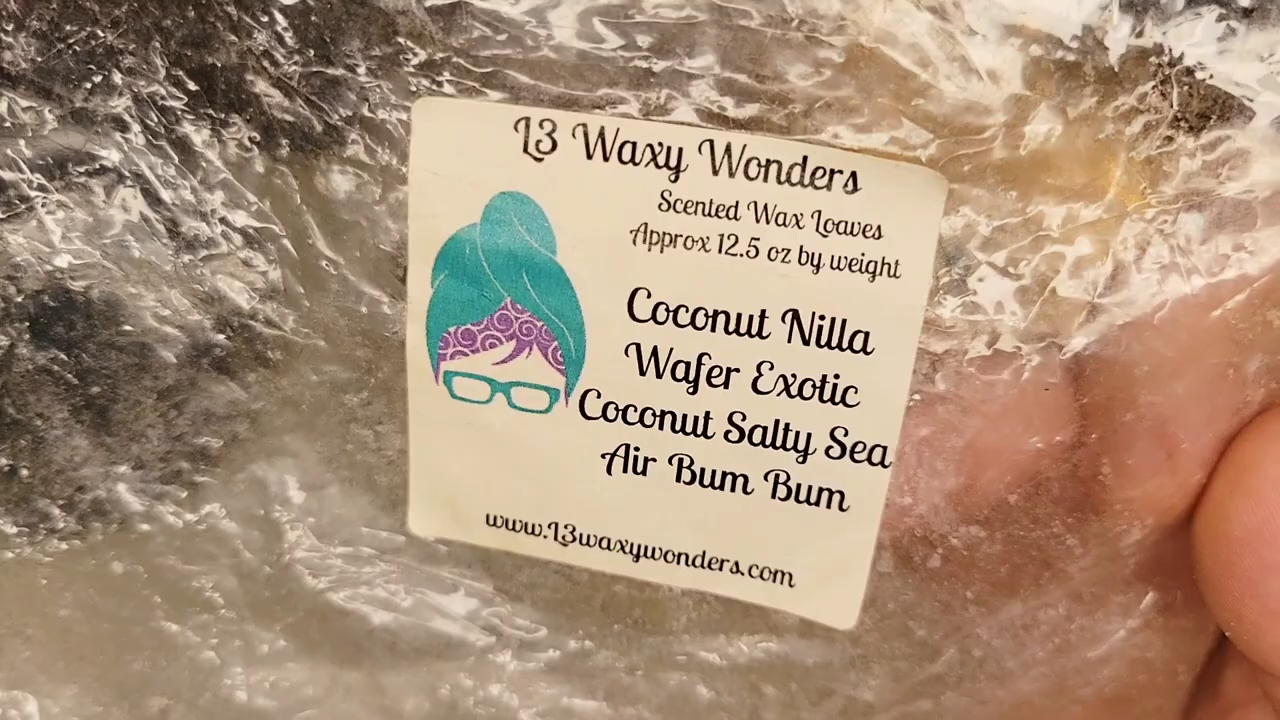 L3 Waxy Wonders
Scented Wax Loaves
Approx 12.5 oz by weight
Coconut Nilla
Wafer Exotic
Coconut Salty Sea
Air Bum Bum
www.L3waxywonders.com